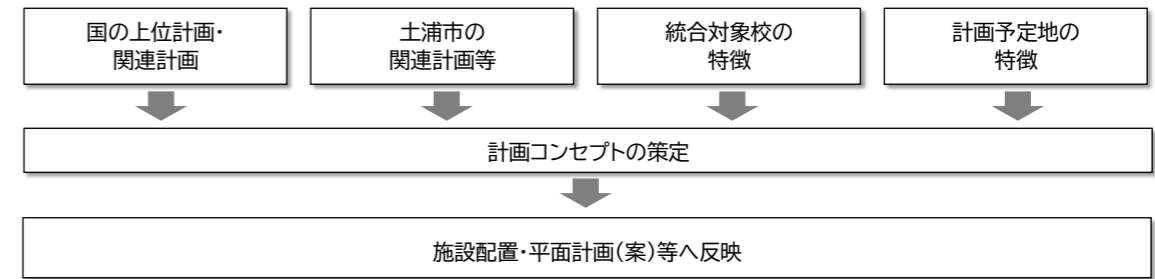 国の上位計画・
関連計画
土浦市の
関連計画等
統合対象校の
特徴
計画予定地の
特徴
計画コンセプトの策定
施設配置・平面計画(案)等へ反映